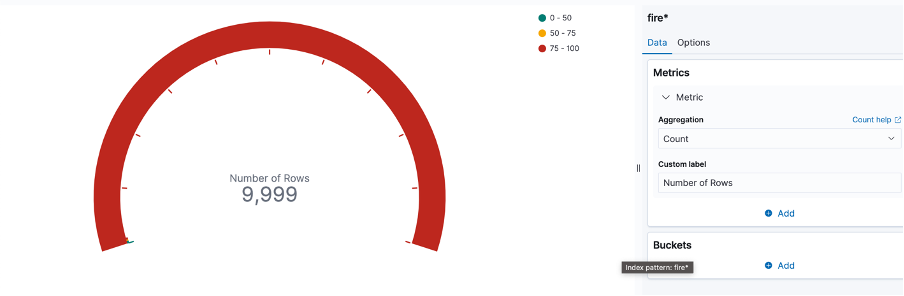 0 - 50
50 - 75
75 - 100
Number of Rows
9,999
fire*
Data Options
Metrics
Metric
Aggregation Count help
Count
Custom label
Number of Rows
Add
Buckets
Add
Index pattern: fire*